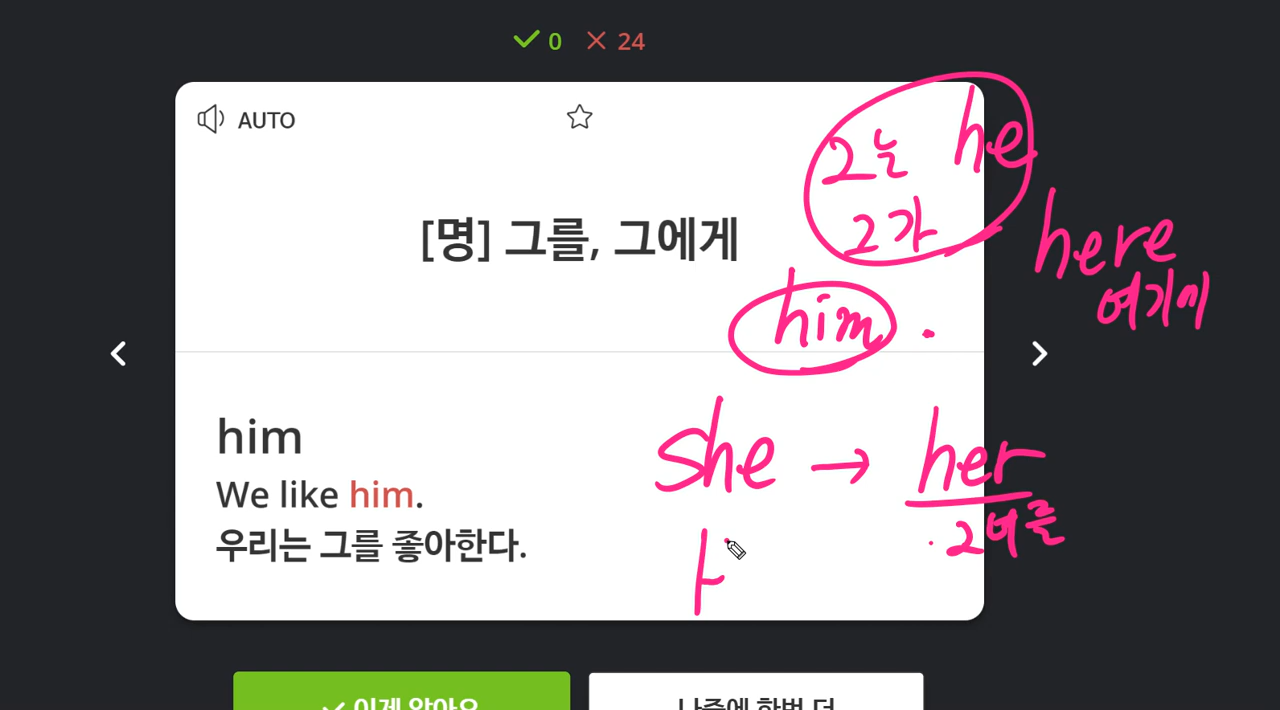 0 24
AUTO
[명] 그를, 그에게
그는 he
그가
here
여기에
him.
him
We like him.
우리는 그를 좋아한다.
she → her
그녀를
이제 알아요
나중에 한번 더